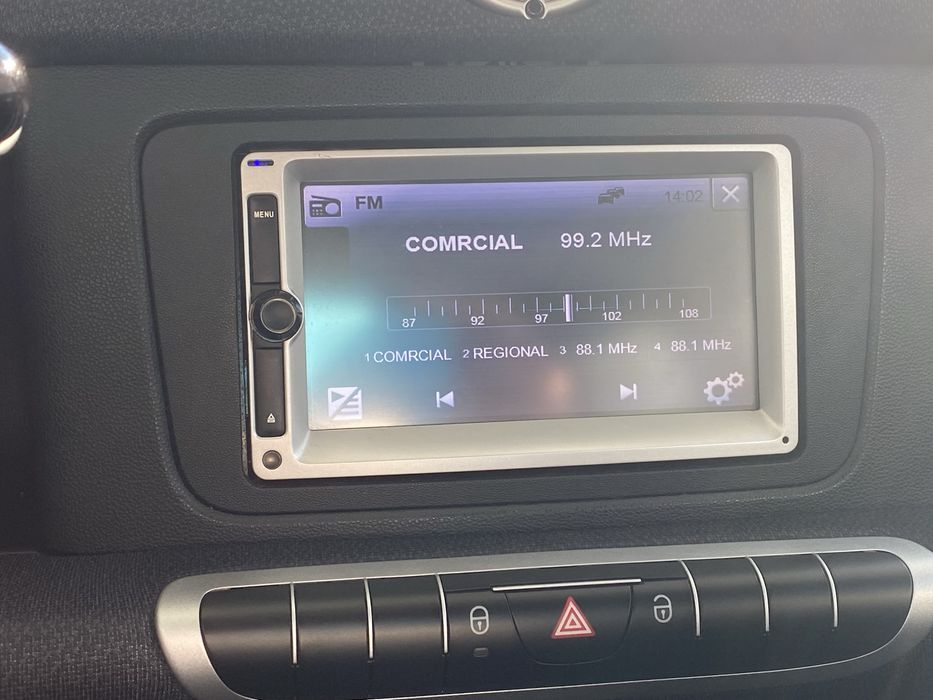 FM 14:02
MENU
COMRCIAL 99.2 MHz
87 92 97 102 108
1 COMRCIAL 2 REGIONAL 3 88.1 MHz 4 88.1 MHz